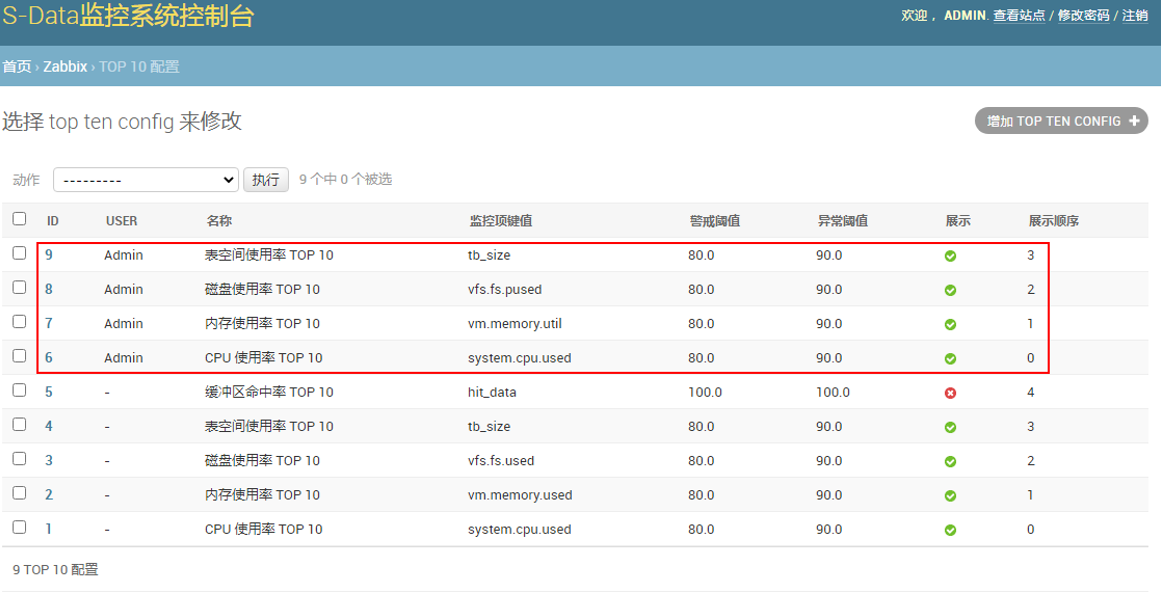 S-Data监控系统控制台
欢迎， ADMIN. 查看站点 / 修改密码 / 注销
首页 › Zabbix › TOP 10 配置
选择 top ten config 来修改
增加 TOP TEN CONFIG +
动作 --------- 执行 9 个中 0 个被选
ID USER 名称 监控项键值 警戒阈值 异常阈值 展示 展示顺序
9 Admin 表空间使用率 TOP 10 tb_size 80.0 90.0 3
8 Admin 磁盘使用率 TOP 10 vfs.fs.pused 80.0 90.0 2
7 Admin 内存使用率 TOP 10 vm.memory.util 80.0 90.0 1
6 Admin CPU 使用率 TOP 10 system.cpu.used 80.0 90.0 0
5 - 缓冲区命中率 TOP 10 hit_data 100.0 100.0 4
4 - 表空间使用率 TOP 10 tb_size 80.0 90.0 3
3 - 磁盘使用率 TOP 10 vfs.fs.used 80.0 90.0 2
2 - 内存使用率 TOP 10 vm.memory.used 80.0 90.0 1
1 - CPU 使用率 TOP 10 system.cpu.used 80.0 90.0 0
9 TOP 10 配置